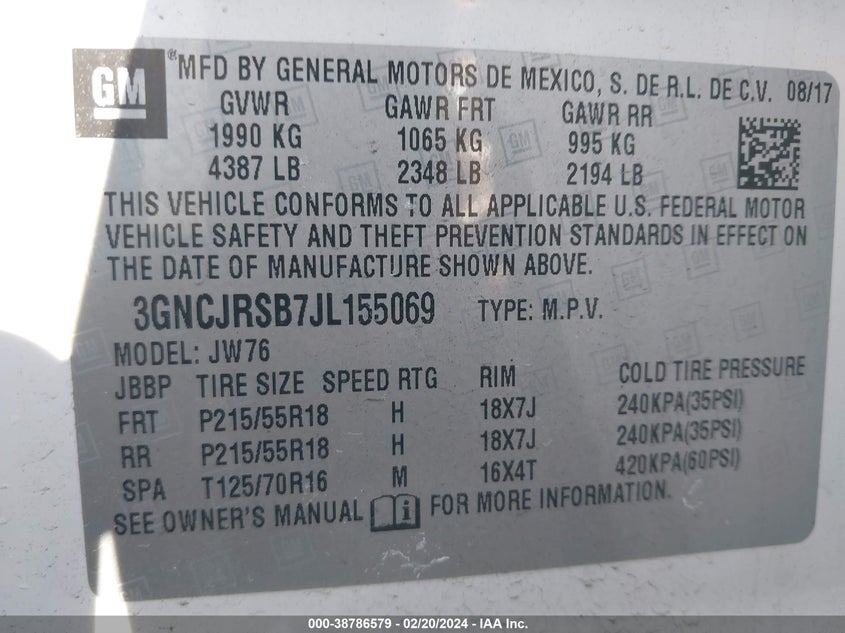 GM
®MFD BY GENERAL MOTORS DE MEXICO, S. DE R.L. DE C.V. 08/17
GVWR GAWR FRT GAWR RR
1990 KG 1065 KG 995 KG
4387 LB 2348 LB 2194 LB
THIS VEHICLE CONFORMS TO ALL APPLICABLE U.S. FEDERAL MOTOR
VEHICLE SAFETY AND THEFT PREVENTION STANDARDS IN EFFECT ON
THE DATE OF MANUFACTURE SHOWN ABOVE.
3GNCJRSB7JL155069 TYPE: M.P.V.
MODEL: JW76
JBBP TIRE SIZE SPEED RTG RIM COLD TIRE PRESSURE
FRT P215/55R18 H 18X7J 240KPA(35PSI)
RR P215/55R18 H 18X7J 240KPA(35PSI)
SPA T125/70R16 M 16X4T 420KPA(60PSI)
SEE OWNER'S MANUAL i FOR MORE INFORMATION.
000-38786579 - 02/20/2024 - IAA Inc.